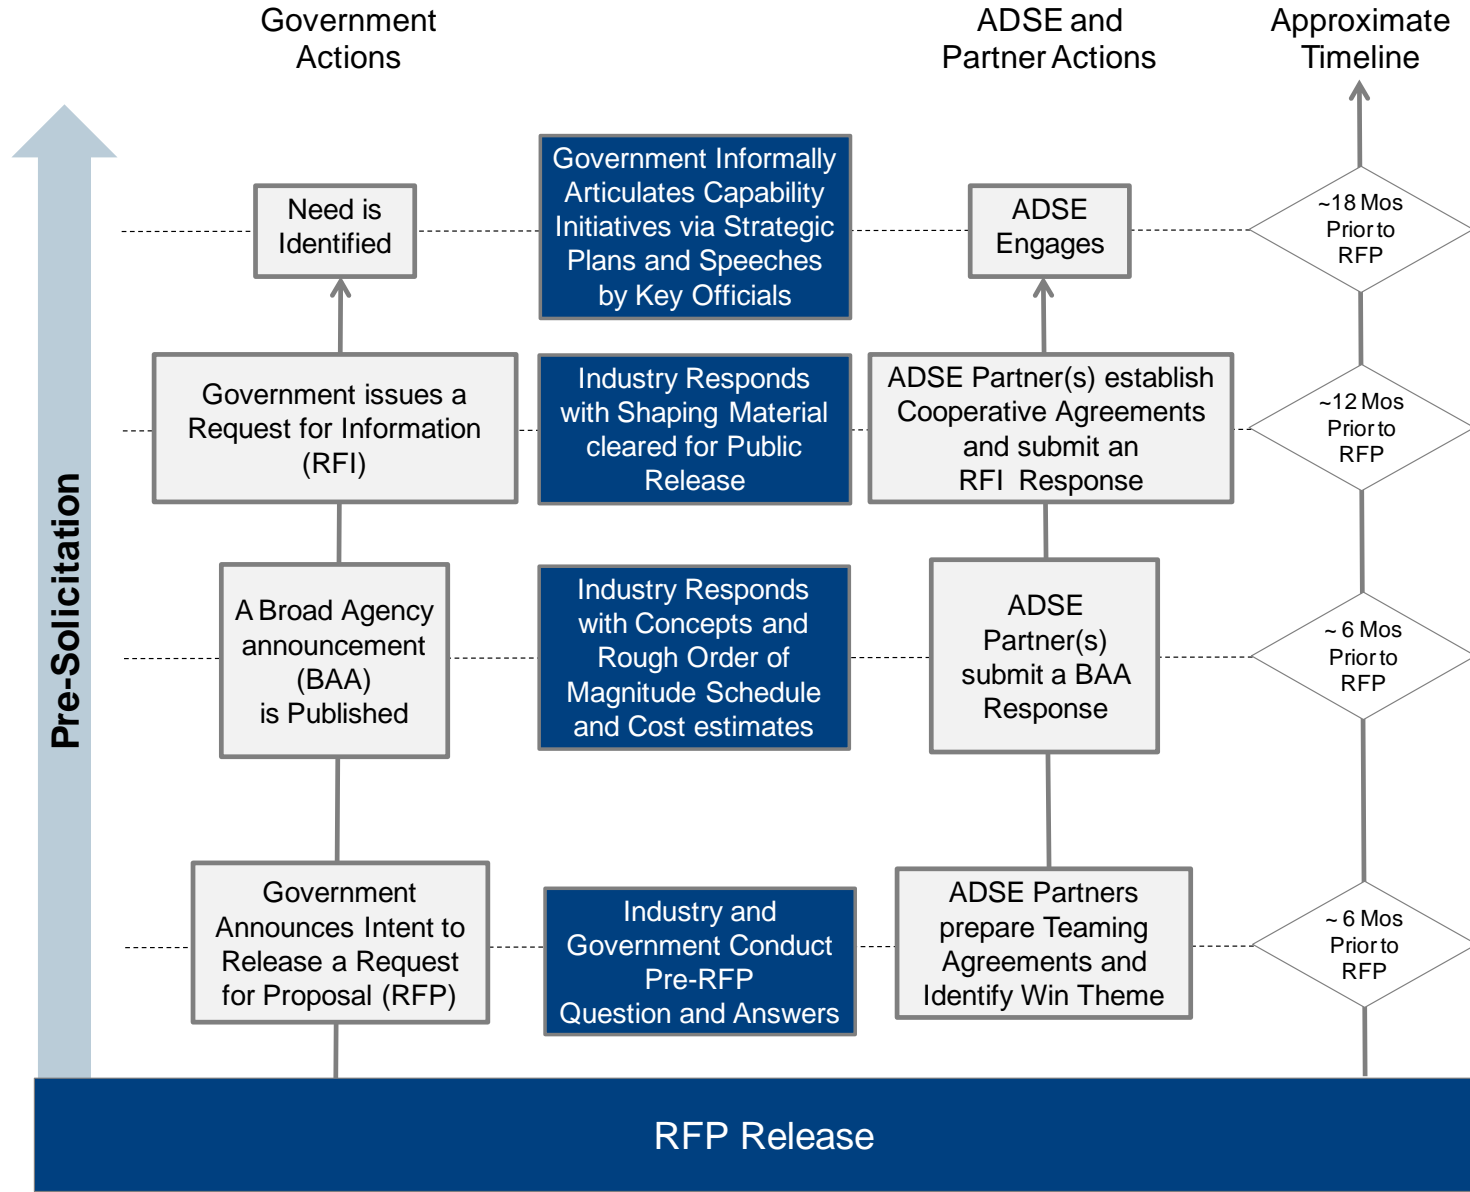 Government
Actions
ADSE and
Partner Actions
Approximate
Timeline
Pre-Solicitation
Need is
Identified
Government Informally
Articulates Capability
Initiatives via Strategic
Plans and Speeches
by Key Officials
ADSE
Engages
~18 Mos
Prior to
RFP
Government issues a
Request for Information
(RFI)
Industry Responds
with Shaping Material
cleared for Public
Release
ADSE Partner(s) establish
Cooperative Agreements
and submit an
RFI Response
~12 Mos
Prior to
RFP
A Broad Agency
announcement
(BAA)
is Published
Industry Responds
with Concepts and
Rough Order of
Magnitude Schedule
and Cost estimates
ADSE
Partner(s)
submit a BAA
Response
~ 6 Mos
Prior to
RFP
Government
Announces Intent to
Release a Request
for Proposal (RFP)
Industry and
Government Conduct
Pre-RFP
Question and Answers
ADSE Partners
prepare Teaming
Agreements and
Identify Win Theme
~ 6 Mos
Prior to
RFP
RFP Release